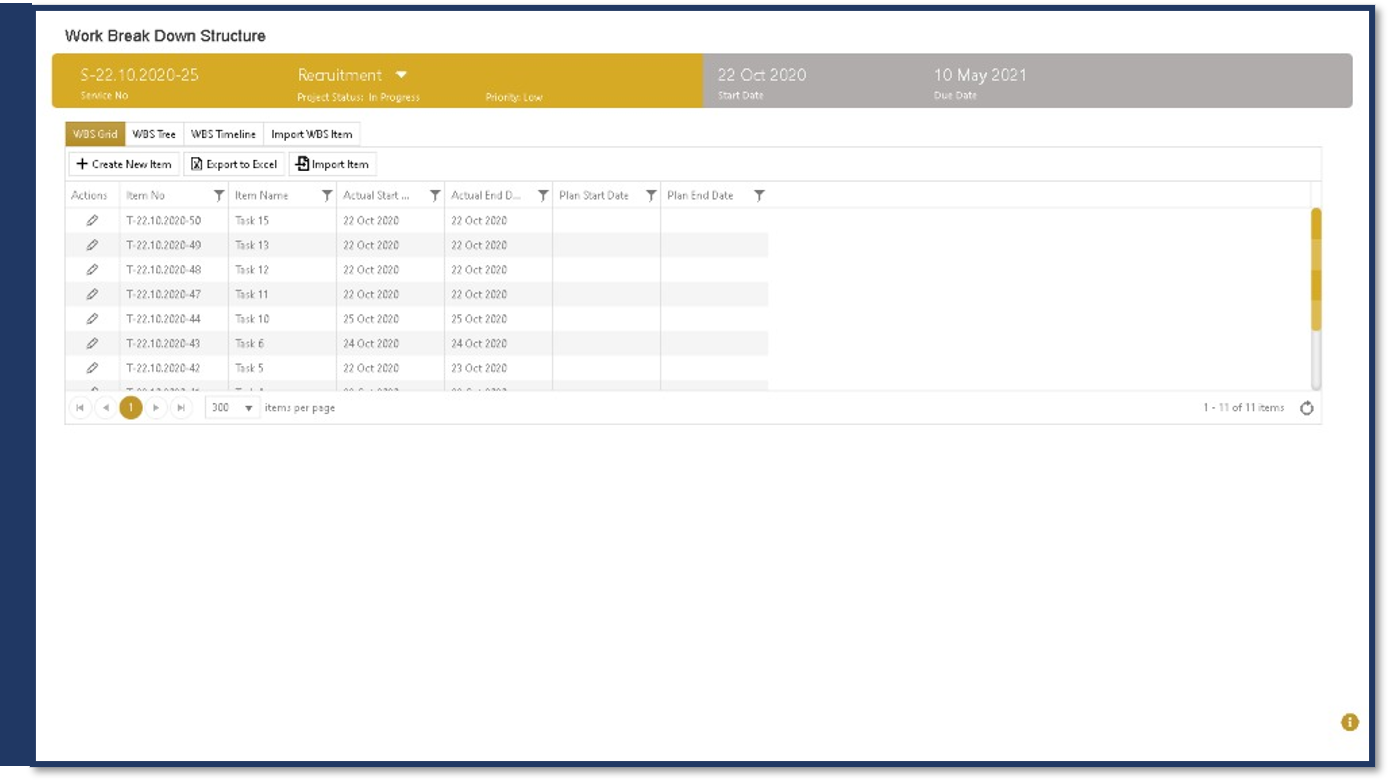 Work Break Down Structure
S-22.10.2020-25 Recruitment 22 Oct 2020 10 May 2021
Service No Project Status: In Progress Priority: Low Start Date Due Date
WBS Grid WBS Tree WBS Timeline Import WBS Item
Create New Item Export to Excel Import Item
Actions Item No Item Name Actual Start ... Actual End D... Plan Start Date Plan End Date
T-22.10.2020-50 Task 15 22 Oct 2020 22 Oct 2020
T-22.10.2020-49 Task 13 22 Oct 2020 22 Oct 2020
T-22.10.2020-48 Task 12 22 Oct 2020 22 Oct 2020
T-22.10.2020-47 Task 11 22 Oct 2020 22 Oct 2020
T-22.10.2020-44 Task 10 25 Oct 2020 25 Oct 2020
T-22.10.2020-43 Task 6 24 Oct 2020 24 Oct 2020
T-22.10.2020-42 Task 5 22 Oct 2020 23 Oct 2020
1 300 items per page 1 - 11 of 11 items